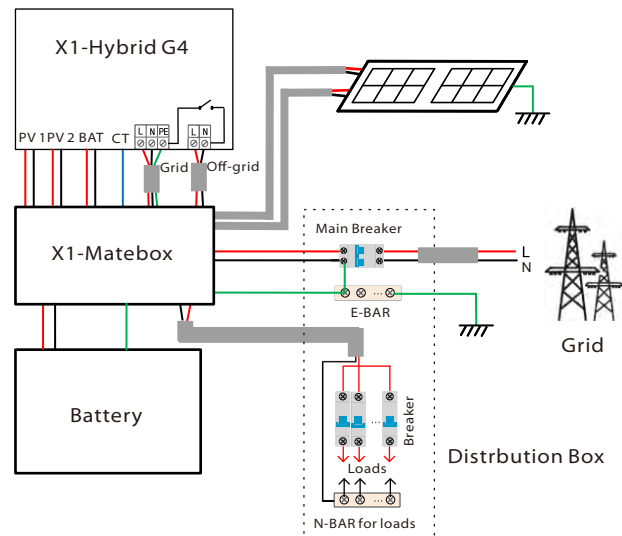 X1-Hybrid G4
PV 1 PV 2 BAT CT
L N PE
L N
Grid
Off-grid
X1-Matebox
Main Breaker
L
N
...
E-BAR
Grid
Battery
...
Breaker
Loads
Distrbution Box
...
N-BAR for loads